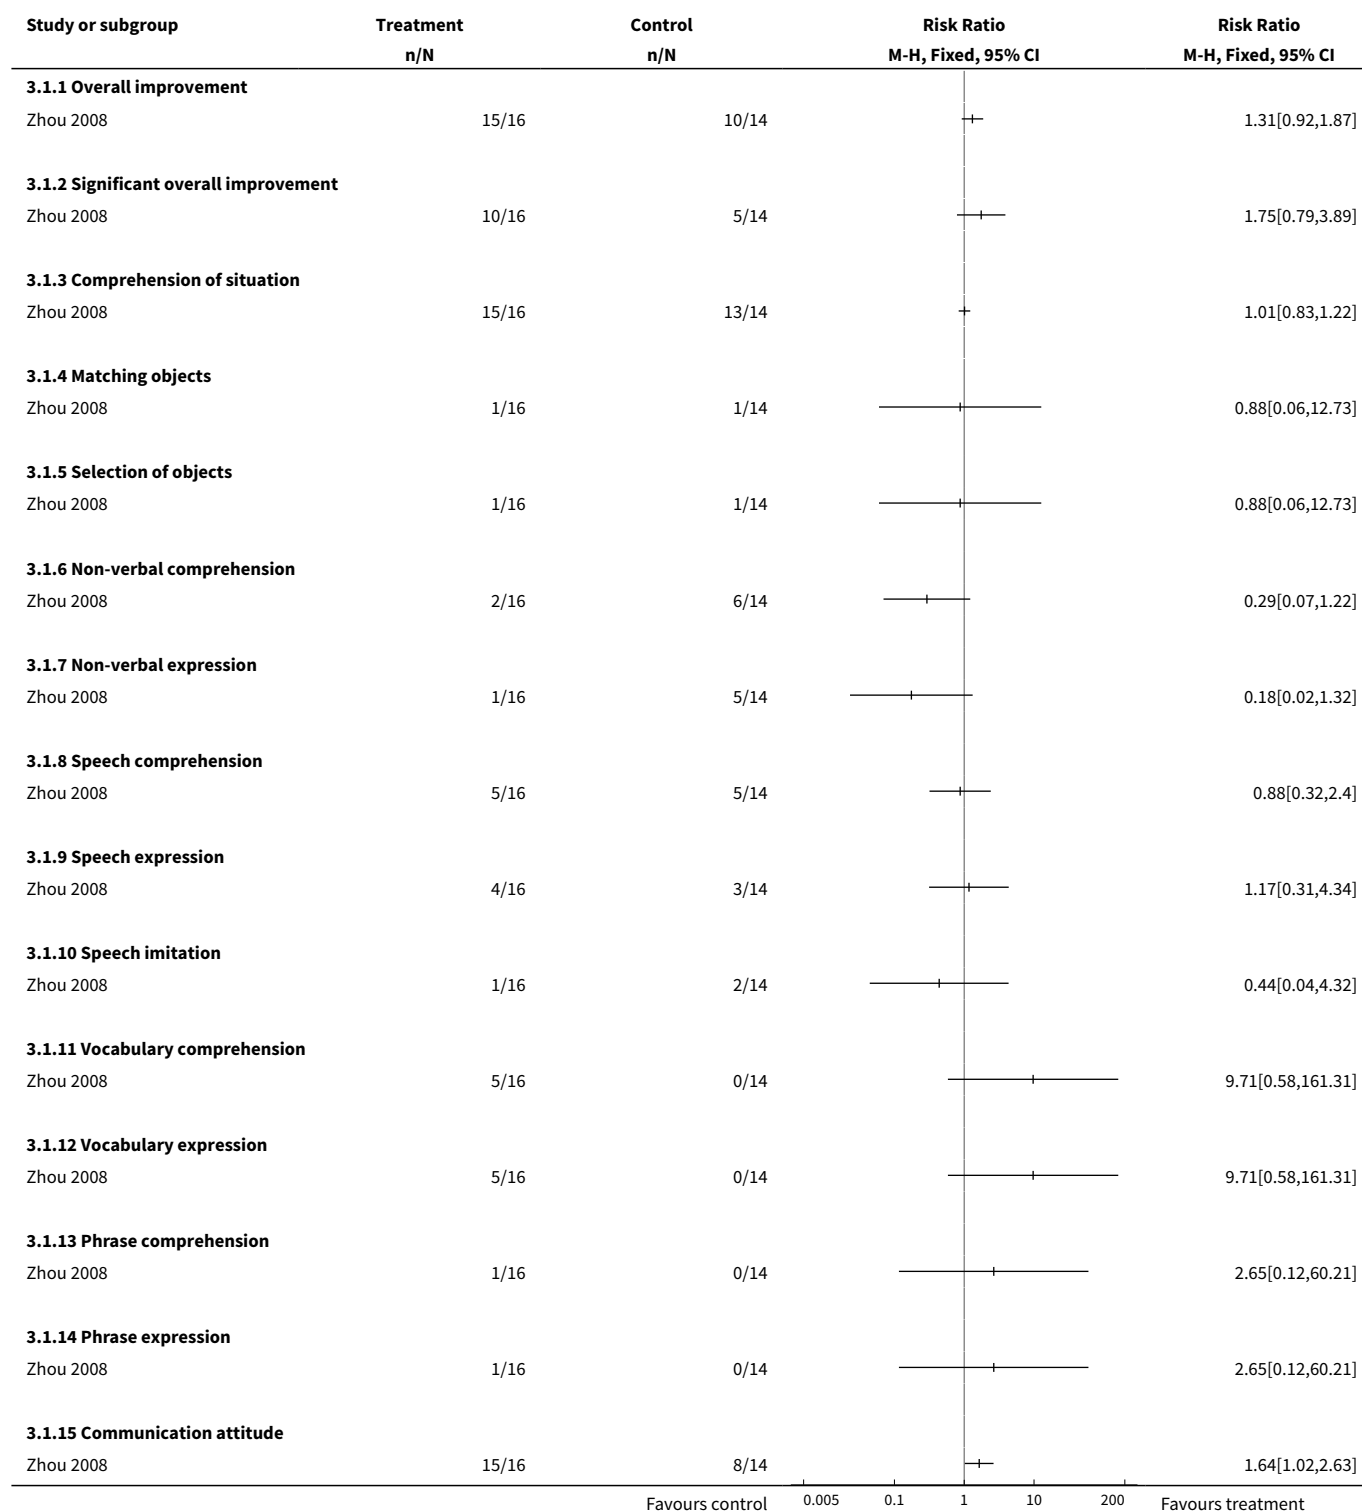 Study or subgroup Treatment Control Risk Ratio Risk Ratio
n/N n/N M-H, Fixed, 95% CI M-H, Fixed, 95% CI
3.1.1 Overall improvement
Zhou 2008 15/16 10/14 1.31[0.92,1.87]
3.1.2 Significant overall improvement
Zhou 2008 10/16 5/14 1.75[0.79,3.89]
3.1.3 Comprehension of situation
Zhou 2008 15/16 13/14 1.01[0.83,1.22]
3.1.4 Matching objects
Zhou 2008 1/16 1/14 0.88[0.06,12.73]
3.1.5 Selection of objects
Zhou 2008 1/16 1/14 0.88[0.06,12.73]
3.1.6 Non-verbal comprehension
Zhou 2008 2/16 6/14 0.29[0.07,1.22]
3.1.7 Non-verbal expression
Zhou 2008 1/16 5/14 0.18[0.02,1.32]
3.1.8 Speech comprehension
Zhou 2008 5/16 5/14 0.88[0.32,2.4]
3.1.9 Speech expression
Zhou 2008 4/16 3/14 1.17[0.31,4.34]
3.1.10 Speech imitation
Zhou 2008 1/16 2/14 0.44[0.04,4.32]
3.1.11 Vocabulary comprehension
Zhou 2008 5/16 0/14 9.71[0.58,161.31]
3.1.12 Vocabulary expression
Zhou 2008 5/16 0/14 9.71[0.58,161.31]
3.1.13 Phrase comprehension
Zhou 2008 1/16 0/14 2.65[0.12,60.21]
3.1.14 Phrase expression
Zhou 2008 1/16 0/14 2.65[0.12,60.21]
3.1.15 Communication attitude
Zhou 2008 15/16 8/14 1.64[1.02,2.63]
Favours control 0.005 0.1 1 10 200 Favours treatment